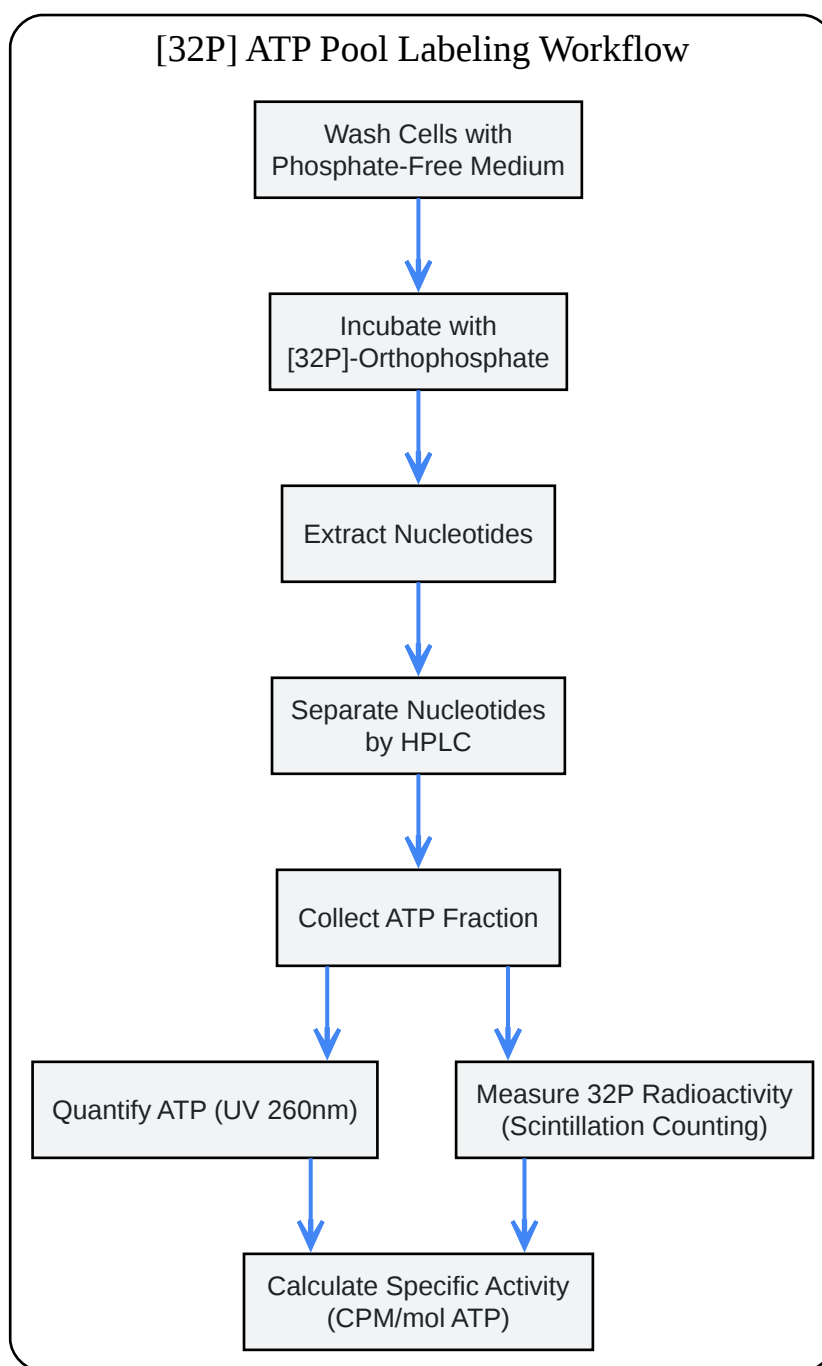 [32P] ATP Pool Labeling Workflow
Wash Cells with
Phosphate-Free Medium
Incubate with
[32P]-Orthophosphate
Extract Nucleotides
Separate Nucleotides
by HPLC
Collect ATP Fraction
Quantify ATP (UV 260nm)
Measure 32P Radioactivity
(Scintillation Counting)
Calculate Specific Activity
(CPM/mol ATP)